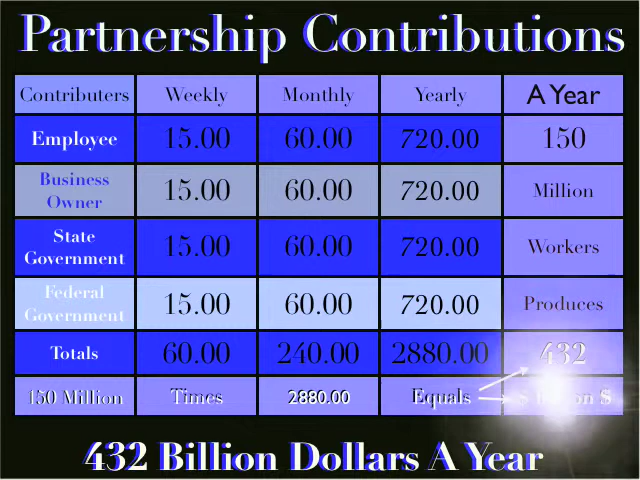 Partnership Contributions
Contributers Weekly Monthly Yearly A Year
Employee 15.00 60.00 720.00 150
Business Owner 15.00 60.00 720.00 Million
State Government 15.00 60.00 720.00 Workers
Federal Government 15.00 60.00 720.00 Produces
Totals 60.00 240.00 2880.00 432
150 Million Times 2880.00 Equals $ $
432 Billion Dollars A Year